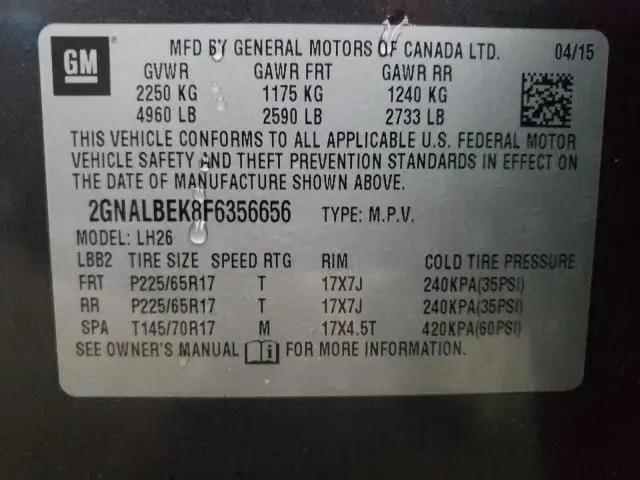 GM
MFD BY GENERAL MOTORS OF CANADA LTD. 04/15
GVWR GAWR FRT GAWR RR
2250 KG 1175 KG 1240 KG
4960 LB 2590 LB 2733 LB
THIS VEHICLE CONFORMS TO ALL APPLICABLE U.S. FEDERAL MOTOR
VEHICLE SAFETY AND THEFT PREVENTION STANDARDS IN EFFECT ON
THE DATE OF MANUFACTURE SHOWN ABOVE.
2GNALBEK8F6356656 TYPE: M.P.V.
MODEL: LH26
LBB2 TIRE SIZE SPEED RTG RIM COLD TIRE PRESSURE
FRT P225/65R17 T 17X7J 240KPA(35PSI)
RR P225/65R17 T 17X7J 240KPA(35PSI)
SPA T145/70R17 M 17X4.5T 420KPA(60PSI)
SEE OWNER'S MANUAL i FOR MORE INFORMATION.